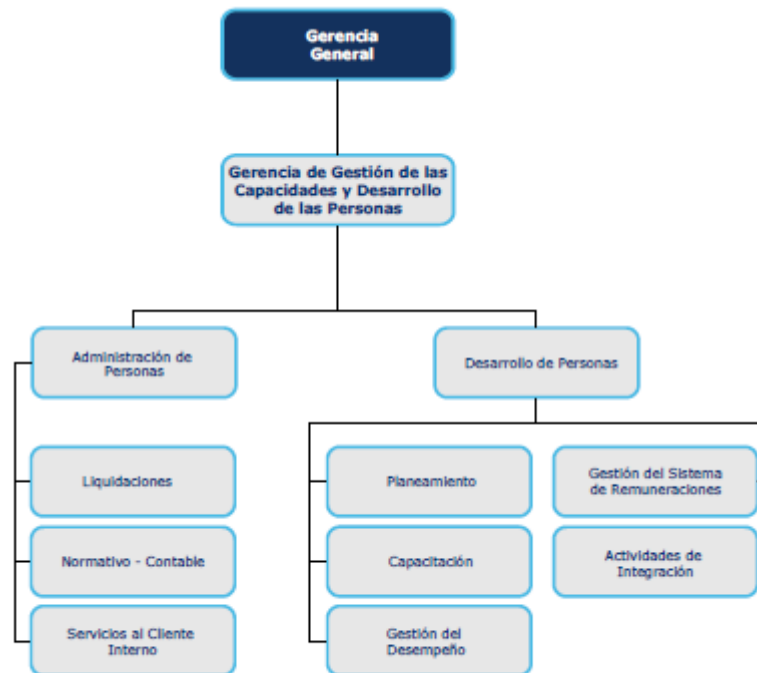 Gerencia
General
Gerencia de Gestión de las
Capacidades y Desarrollo
de las Personas
Administración de
Personas
Desarrollo de Personas
Liquidaciones
Planeamiento
Gestión del Sistema
de Remuneraciones
Normativo - Contable
Capacitación
Actividades de
Integración
Servicios al Cliente
Interno
Gestión del
Desempeño